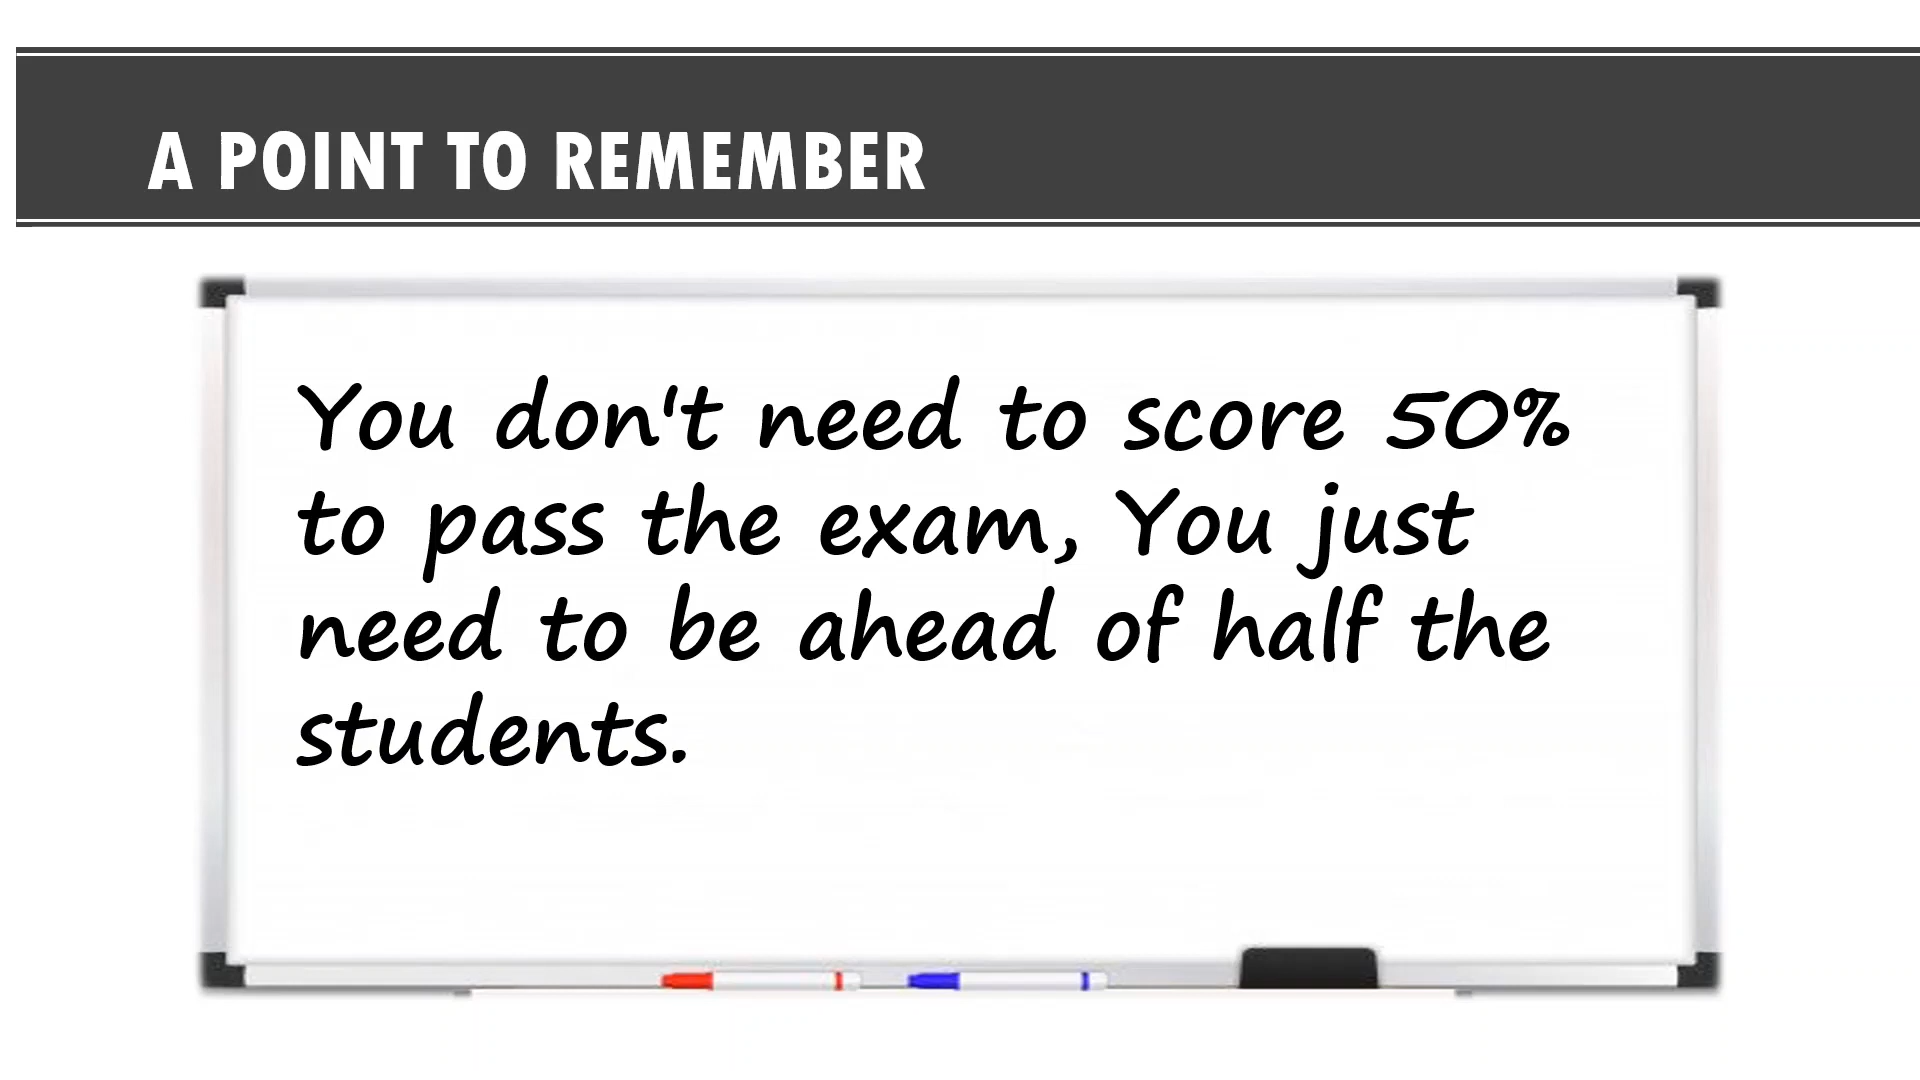 A POINT TO REMEMBER
You don't need to score 50%
to pass the exam, You just
need to be ahead of half the
students.